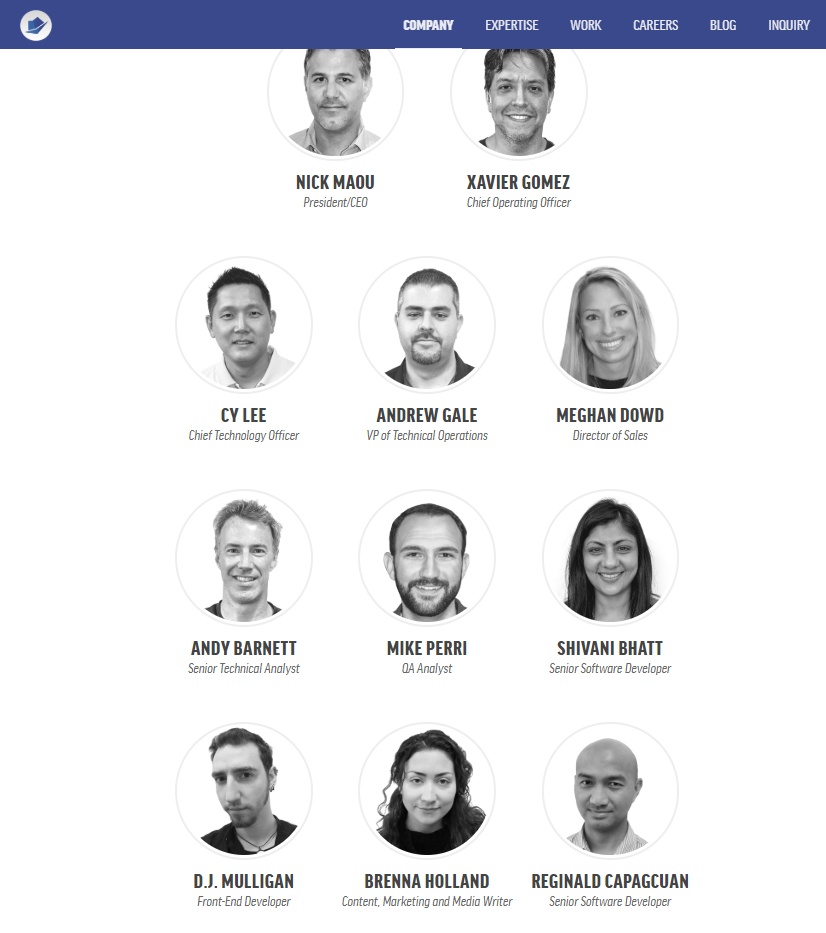 COMPANY EXPERTISE WORK CAREERS BLOG INQUIRY
NICK MAOU XAVIER GOMEZ
President/CEO Chief Operating Officer
CY LEE ANDREW GALE MEGHAN DOWD
Chief Technology Officer VP of Technical Operations Director of Sales
ANDY BARNETT MIKE PERRI SHIVANI BHATT
Senior Technical Analyst QA Analyst Senior Software Developer
D.J. MULLIGAN BRENNA HOLLAND REGINALD CAPAGCUAN
Front-End Developer Content, Marketing and Media Writer Senior Software Developer